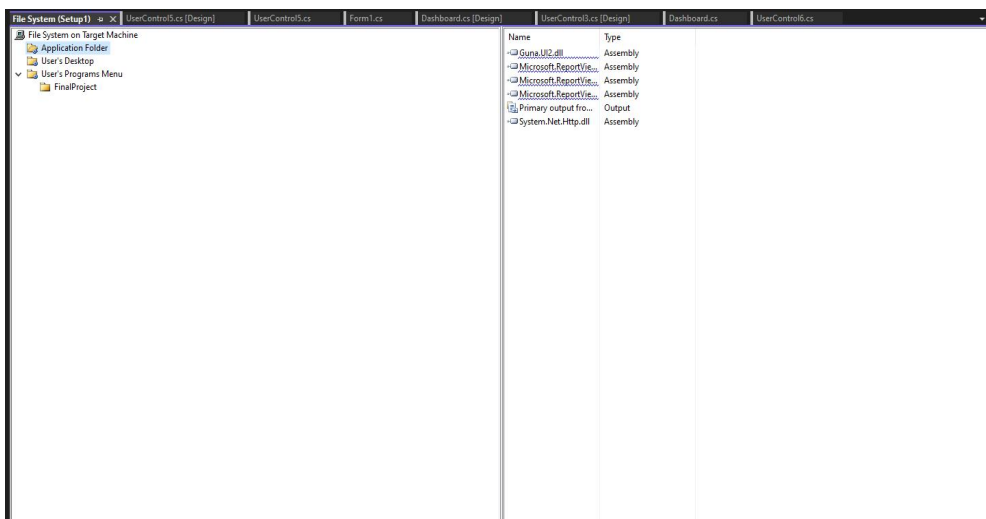 File System (Setup1) UserControl5.cs [Design] UserControl5.cs Form1.cs Dashboard.cs [Design] UserControl3.cs [Design] Dashboard.cs UserControl6.cs
File System on Target Machine
Application Folder
User's Desktop
User's Programs Menu
FinalProject
Name Type
Guna.UI2.dll Assembly
Microsoft.ReportVie... Assembly
Microsoft.ReportVie... Assembly
Microsoft.ReportVie... Assembly
Primary output fro... Output
System.Net.Http.dll Assembly